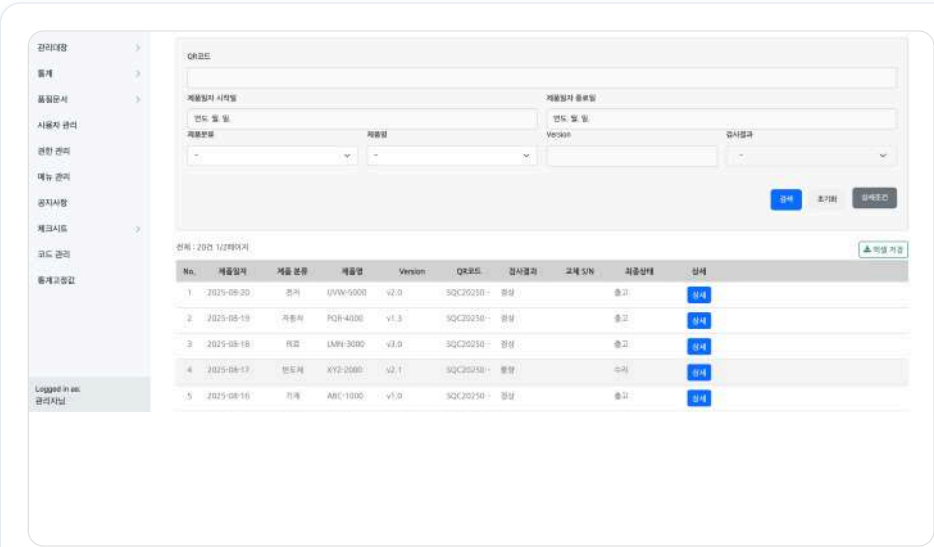 관리대장
통계
품질문서
사용자 관리
권한 관리
메뉴 관리
공지사항
체크시트
코드 관리
통계고정값
Logged in as:
관리자님
QR코드
제품일자 시작일 제품일자 종료일
연도. 월. 일. 연도. 월. 일.
제품분류 제품명 Version 검사결과
- - -
검색 초기화 상세조건
전체 : 20건 1/2페이지 엑셀 저장
No. 제품일자 제품 분류 제품명 Version QR코드 검사결과 교체 S/N 최종상태 상세
1 2025-08-20 전자 UVW-5000 v2.0 SQC20250··· 정상 출고 상세
2 2025-08-19 자동차 PQR-4000 v1.5 SQC20250··· 정상 출고 상세
3 2025-08-18 의료 LMN-3000 v3.0 SQC20250··· 정상 출고 상세
4 2025-08-17 반도체 XYZ-2000 v2.1 SQC20250··· 불량 수리 상세
5 2025-08-16 기계 ABC-1000 v1.0 SQC20250··· 정상 출고 상세